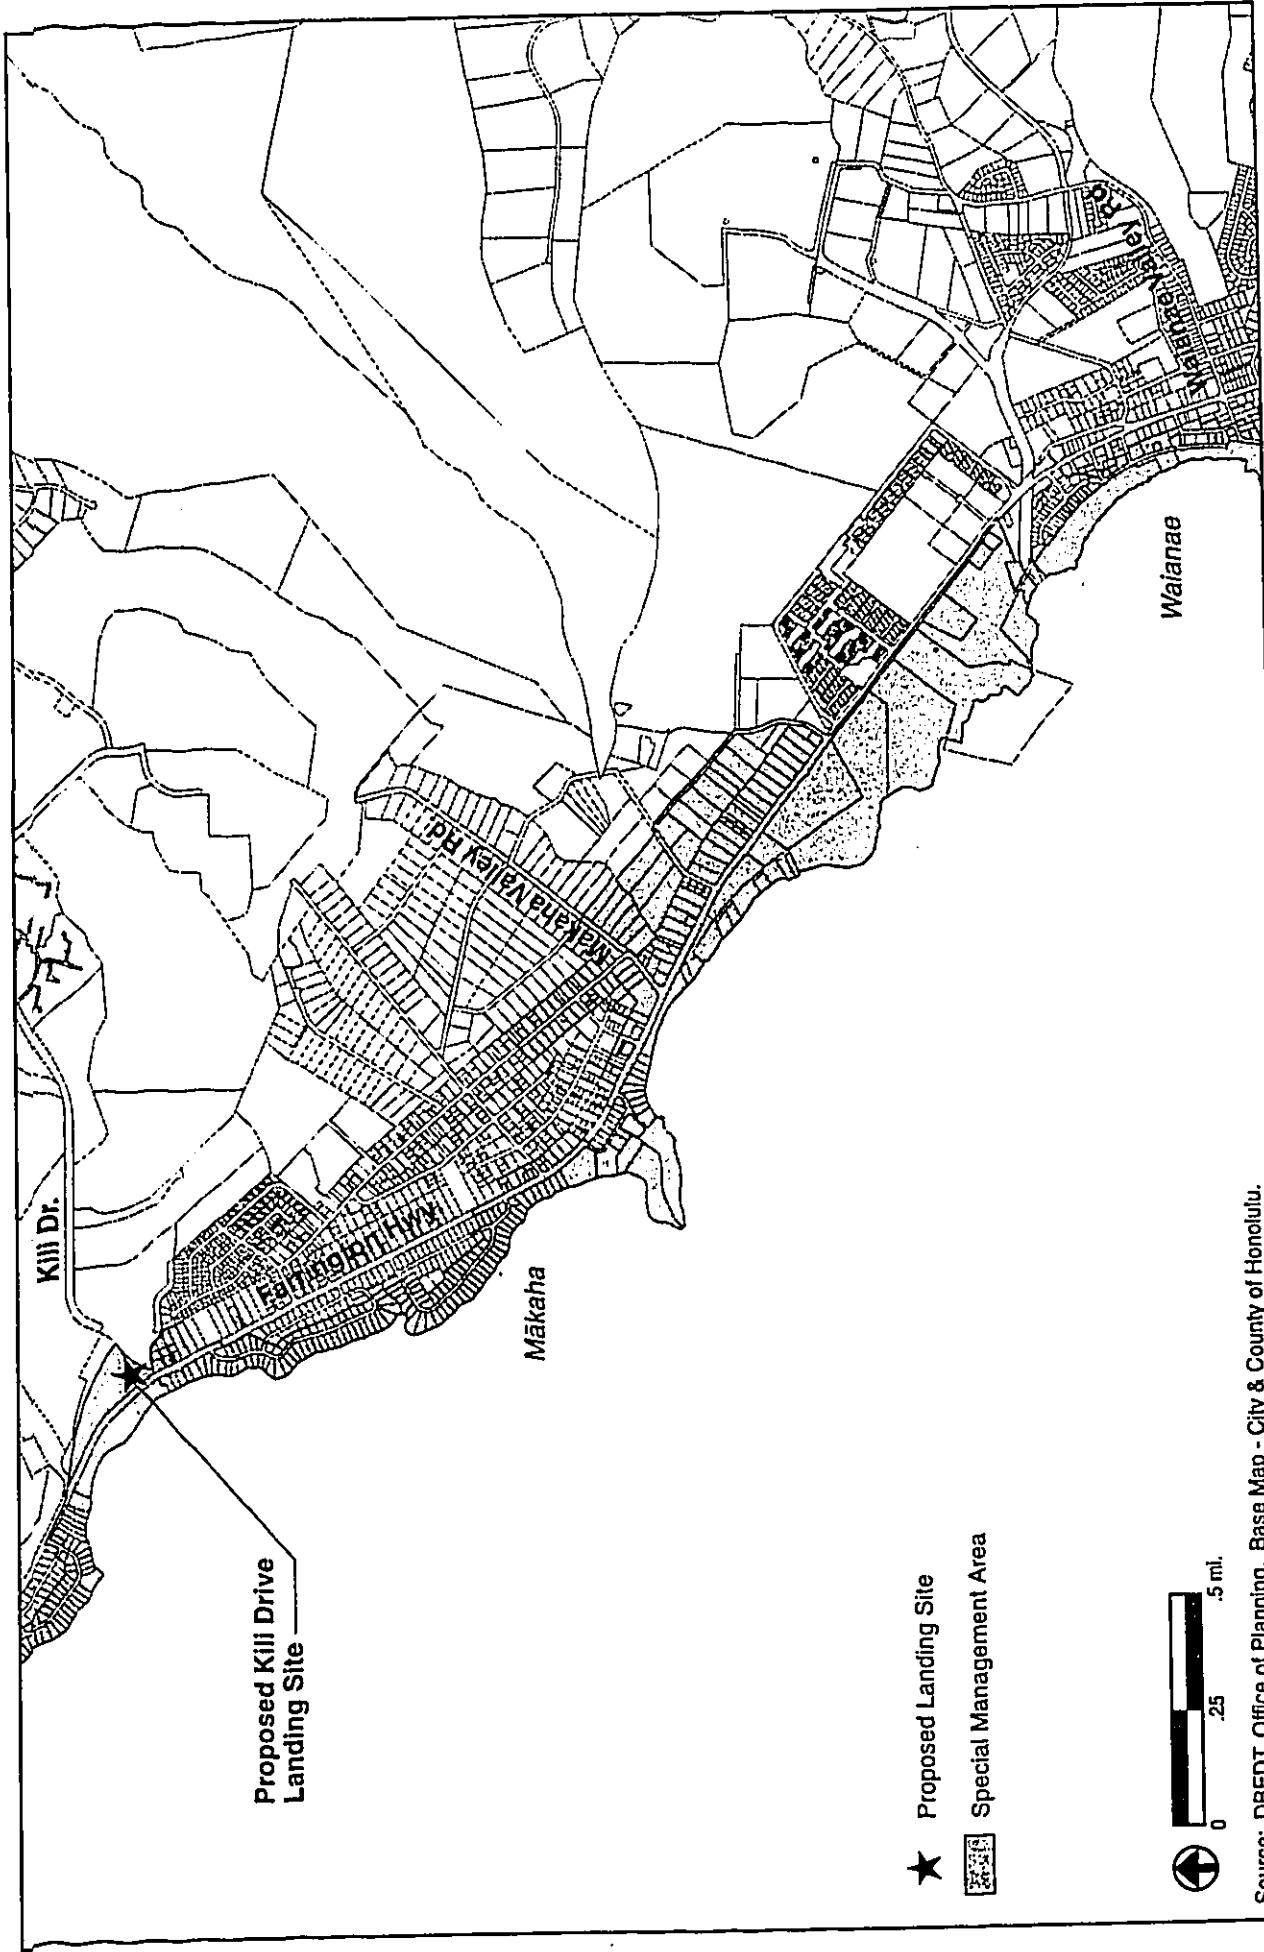 Kili Dr.
Farrington Hwy
Makaha Valley Rd
Waianae Valley Rd
Proposed Kili Drive
Landing Site
Mākaha
Waianae
Proposed Landing Site
Special Management Area
0 .25 .5 mi.
Source: DBEDT, Office of Planning. Base Map - City & County of Honolulu.